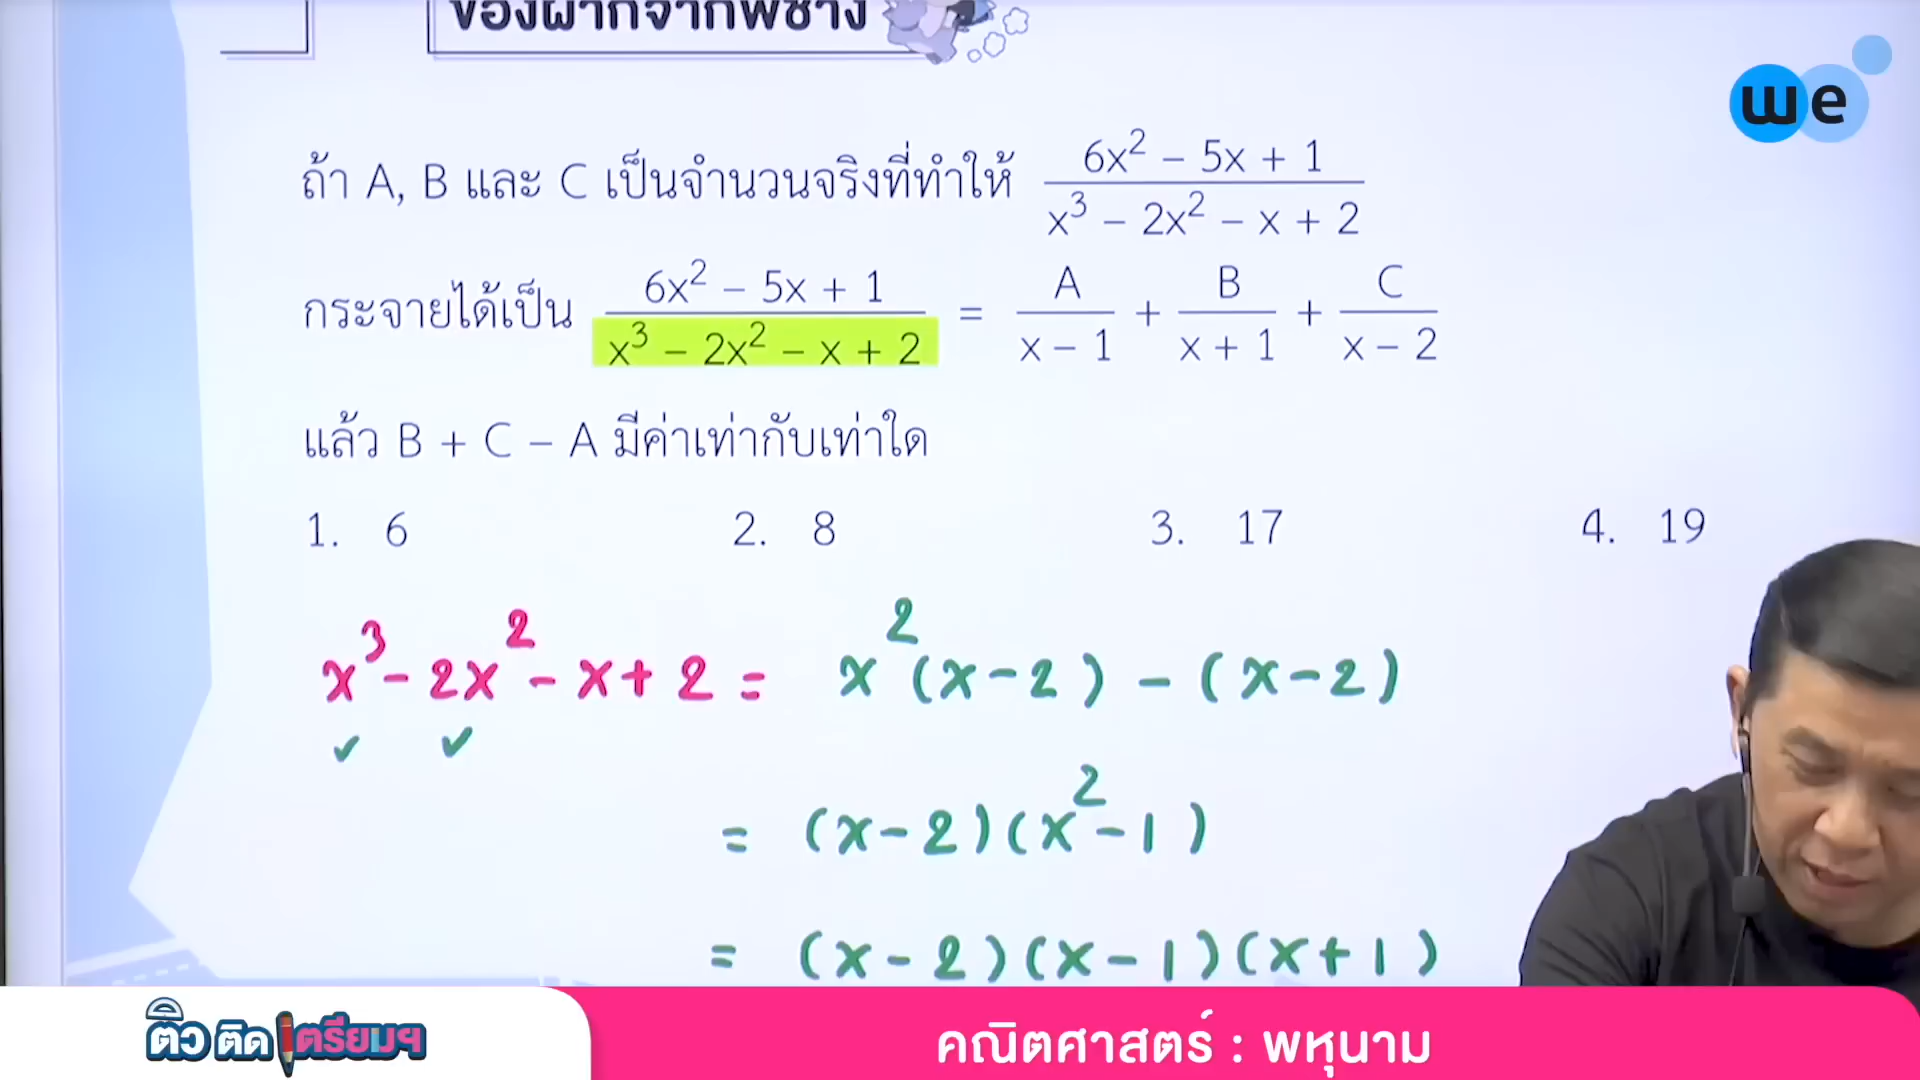 ของฝากจากพี่ช้าง
we
ถ้า A, B และ C เป็นจำนวนจริงที่ทำให้ (6x² – 5x + 1)/(x³ – 2x² – x + 2)
กระจายได้เป็น (6x² – 5x + 1)/(x³ – 2x² – x + 2) = A/(x – 1) + B/(x + 1) + C/(x – 2)
แล้ว B + C – A มีค่าเท่ากับเท่าใด
1. 6 2. 8 3. 17 4. 19
x³ - 2x² - x + 2 = x²(x - 2) - (x - 2)
= (x - 2)(x² - 1)
= (x - 2)(x - 1)(x + 1)
ติว ติด เตรียมฯ
คณิตศาสตร์ : พหุนาม